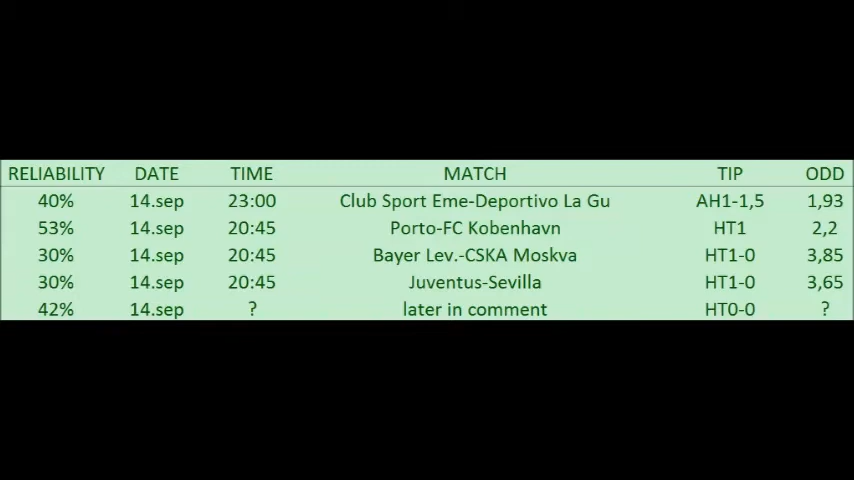 RELIABILITY DATE TIME MATCH TIP ODD
40% 14.sep 23:00 Club Sport Eme-Deportivo La Gu AH1-1,5 1,93
53% 14.sep 20:45 Porto-FC Kobenhavn HT1 2,2
30% 14.sep 20:45 Bayer Lev.-CSKA Moskva HT1-0 3,85
30% 14.sep 20:45 Juventus-Sevilla HT1-0 3,65
42% 14.sep ? later in comment HT0-0 ?